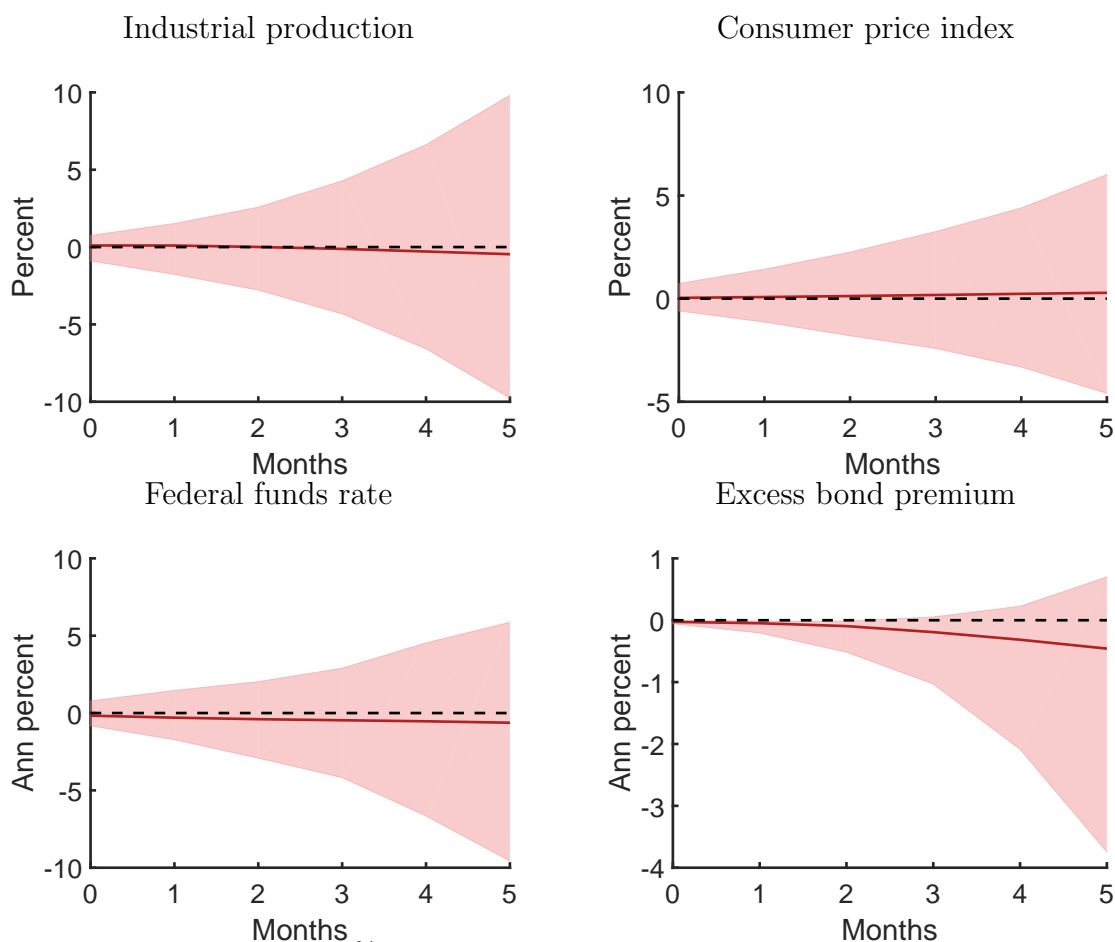 Industrial production
Consumer price index
10
5
0
-5
-10
Percent
0 1 2 3 4 5
Months
10
5
0
-5
Percent
0 1 2 3 4 5
Months
Federal funds rate
Excess bond premium
10
5
0
-5
-10
Ann percent
0 1 2 3 4 5
Months
1
0
-1
-2
-3
-4
Ann percent
0 1 2 3 4 5
Months